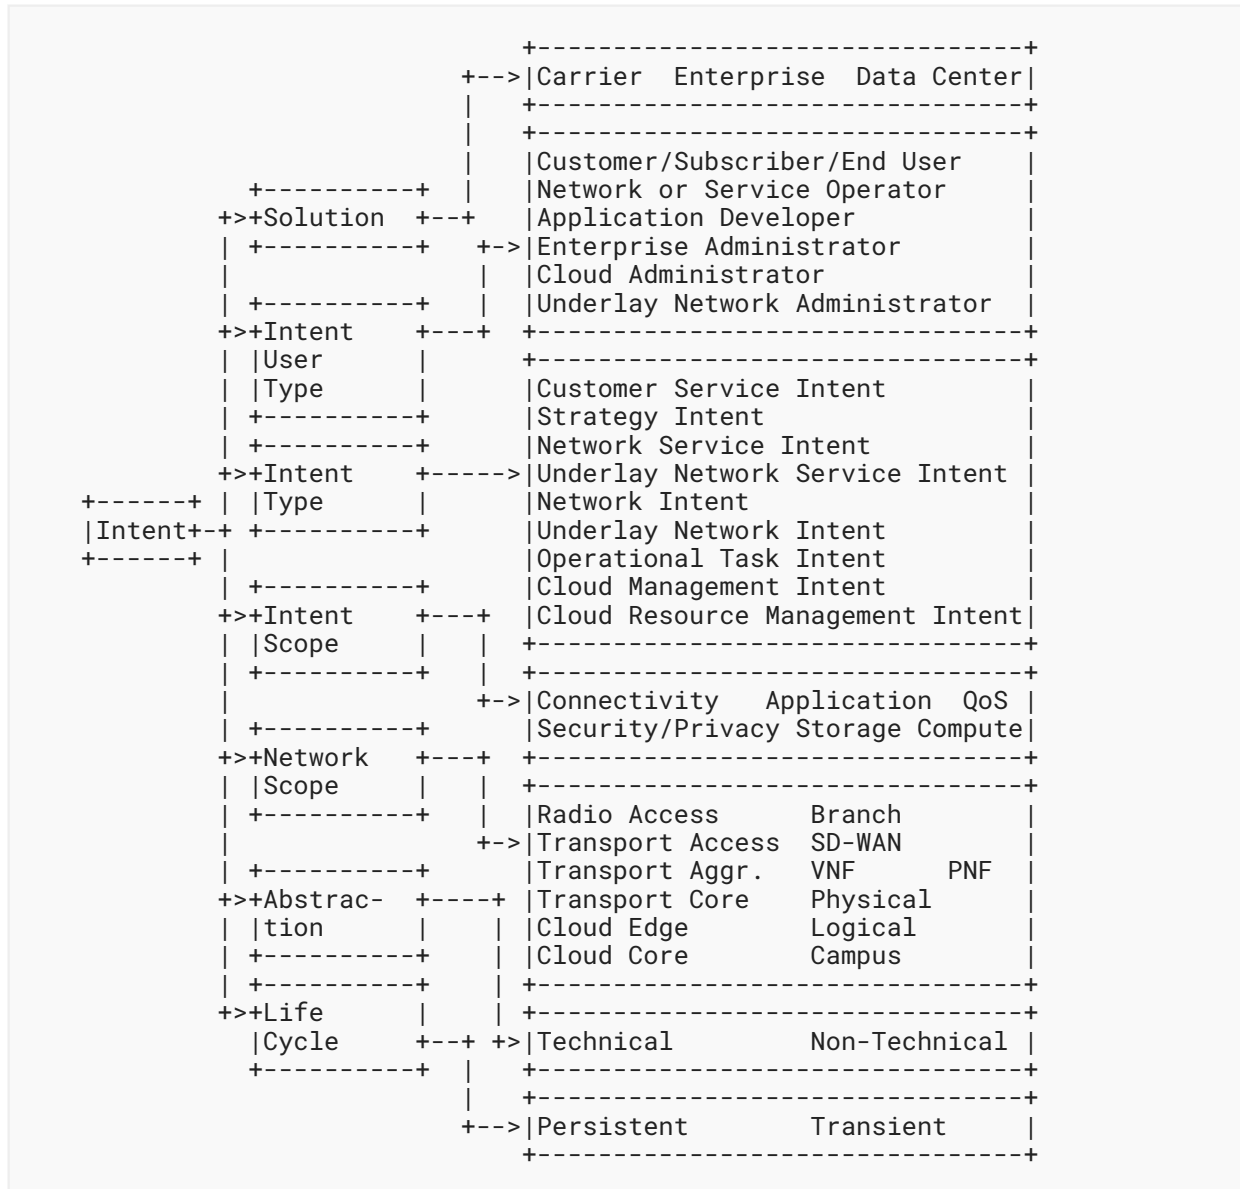 +--------------------------------+
                         +-->|Carrier  Enterprise  Data Center|
                         |   +--------------------------------+
                         |   +--------------------------------+
                         |   |Customer/Subscriber/End User    |
           +----------+  |   |Network or Service Operator     |
         +>+Solution  +--+   |Application Developer           |
         | +----------+   +->|Enterprise Administrator        |
         |                |  |Cloud Administrator             |
         | +----------+   |  |Underlay Network Administrator  |
         +>+Intent    +---+  +--------------------------------+
         | |User      |      +--------------------------------+
         | |Type      |      |Customer Service Intent         |
         | +----------+      |Strategy Intent                 |
         | +----------+      |Network Service Intent          |
         +>+Intent    +----->|Underlay Network Service Intent |
+------+ | |Type      |      |Network Intent                  |
|Intent+-+ +----------+      |Underlay Network Intent         |
+------+ |                   |Operational Task Intent         |
         | +----------+      |Cloud Management Intent         |
         +>+Intent    +---+  |Cloud Resource Management Intent|
         | |Scope     |   |  +--------------------------------+
         | +----------+   |  +--------------------------------+
         |                +->|Connectivity   Application  QoS |
         | +----------+      |Security/Privacy Storage Compute|
         +>+Network   +---+  +--------------------------------+
         | |Scope     |   |  +--------------------------------+
         | +----------+   |  |Radio Access      Branch        |
         |                +->|Transport Access  SD-WAN        |
         | +----------+      |Transport Aggr.   VNF      PNF  |
         +>+Abstrac-  +----+ |Transport Core    Physical      |
         | |tion      |    | |Cloud Edge        Logical       |
         | +----------+    | |Cloud Core        Campus        |
         | +----------+    | +--------------------------------+
         +>+Life      |    | +--------------------------------+
           |Cycle     +--+ +>|Technical         Non-Technical |
           +----------+  |   +--------------------------------+
                         |   +--------------------------------+
                         +-->|Persistent        Transient     |
                             +--------------------------------+